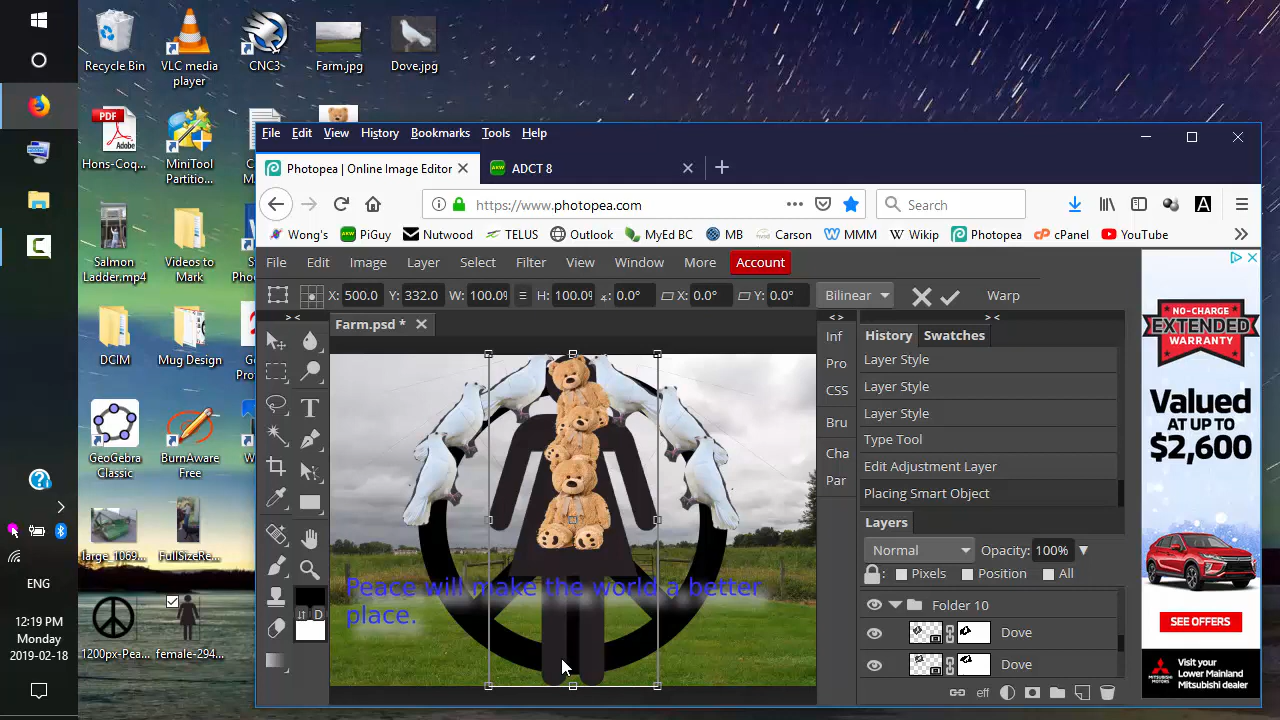 Recycle Bin
VLC media player
CNC3
Farm.jpg
Dove.jpg
PDF
Adobe
Hons-Coq...
MiniTool Partitio...
Salmon Ladder.mp4
Videos to Mark
DCIM
Mug Design
GeoGebra Classic
BurnAware Free
large_1069...
FullSizeRe...
1200px-Pea...
female-294...
ENG
12:19 PM
Monday
2019-02-18
File Edit View History Bookmarks Tools Help
Photopea | Online Image Editor
AKW ADCT 8
https://www.photopea.com
Search
Wong's PiGuy Nutwood TELUS Outlook MyEd BC MB Carson MMM Wikip Photopea cPanel YouTube
File Edit Image Layer Select Filter View Window More Account
X: 500.0 Y: 332.0 W: 100.0% H: 100.0% 0.0° X: 0.0° Y: 0.0° Bilinear Warp
Farm.psd *
Peace will make the world a better
place.
Inf
Pro
CSS
Bru
Cha
Par
History Swatches
Layer Style
Layer Style
Layer Style
Type Tool
Edit Adjustment Layer
Placing Smart Object
Layers
Normal Opacity: 100%
Pixels Position All
Folder 10
Dove
Dove
eff
NO-CHARGE
EXTENDED
WARRANTY
Valued
AT UP TO
$2,600
SEE OFFERS
MITSUBISHI MOTORS
Visit your
Lower Mainland
Mitsubishi dealer